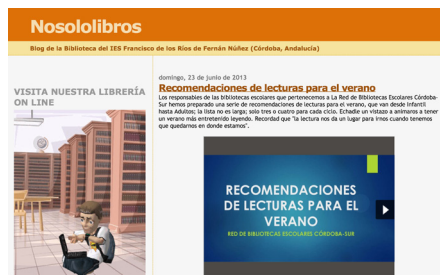 Nosololibros
Blog de la Biblioteca del IES Francisco de los Ríos de Fernán Núñez (Córdoba, Andalucía)
VISITA NUESTRA LIBRERÍA
ON LINE
domingo, 23 de junio de 2013
Recomendaciones de lecturas para el verano
Los responsables de las bibliotecas escolares que pertenecemos a La Red de Bibliotecas Escolares Córdoba-
Sur hemos preparado una serie de recomendaciones de lecturas para el verano, que van desde Infantil
hasta Adultos; la lista no es larga; solo tres o cuatro para cada ciclo. Echadle un vistazo a animaros a tener
un verano más entretenido leyendo. Recordad que "la lectura nos da un lugar para irnos cuando tenemos
que quedarnos en donde estamos".
RECOMENDACIONES
DE LECTURAS PARA EL
VERANO
RED DE BIBLIOTECAS ESCOLARES CÓRDOBA-SUR